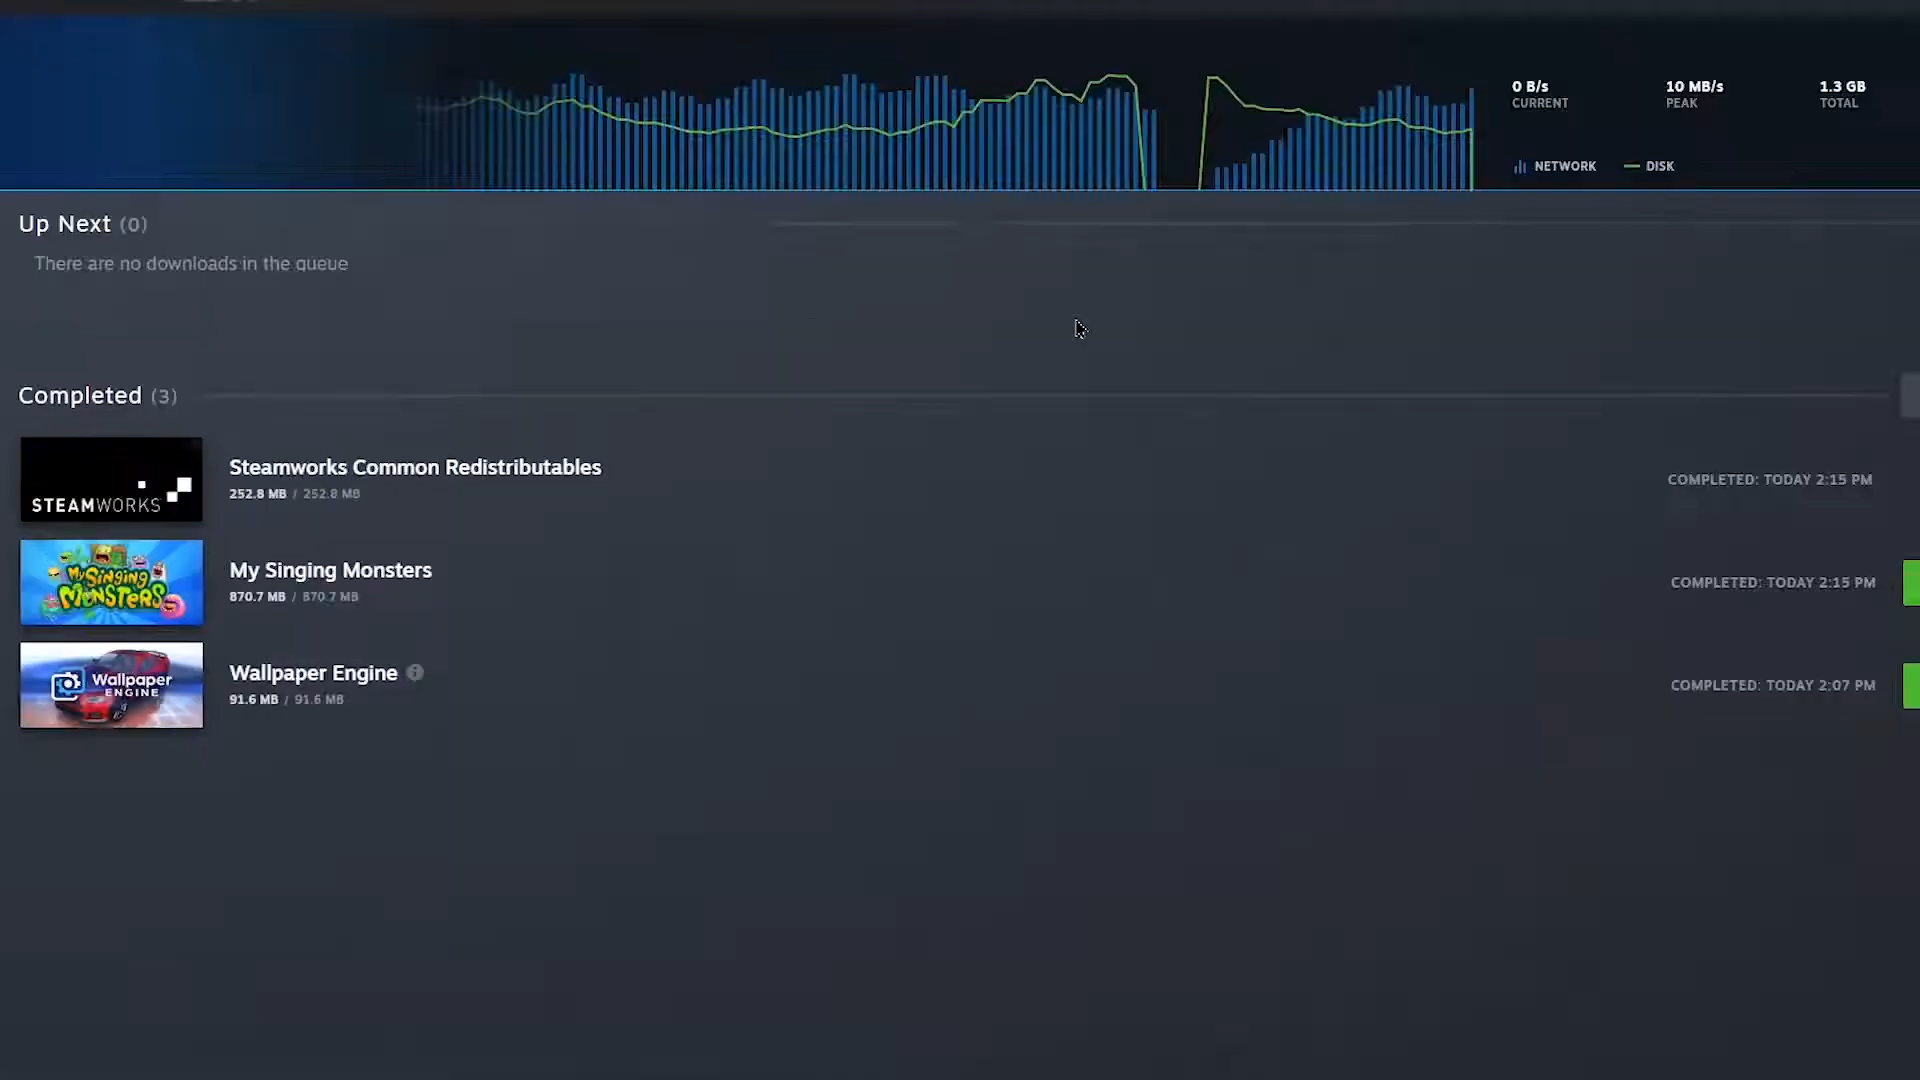 0 B/s
CURRENT
10 MB/s
PEAK
1.3 GB
TOTAL
NETWORK
DISK
Up Next (0)
There are no downloads in the queue
Completed (3)
STEAMWORKS
Steamworks Common Redistributables
252.8 MB / 252.8 MB
COMPLETED: TODAY 2:15 PM
My Singing
MONSTERS
My Singing Monsters
870.7 MB / 870.7 MB
COMPLETED: TODAY 2:15 PM
Wallpaper
ENGINE
Wallpaper Engine
91.6 MB / 91.6 MB
COMPLETED: TODAY 2:07 PM